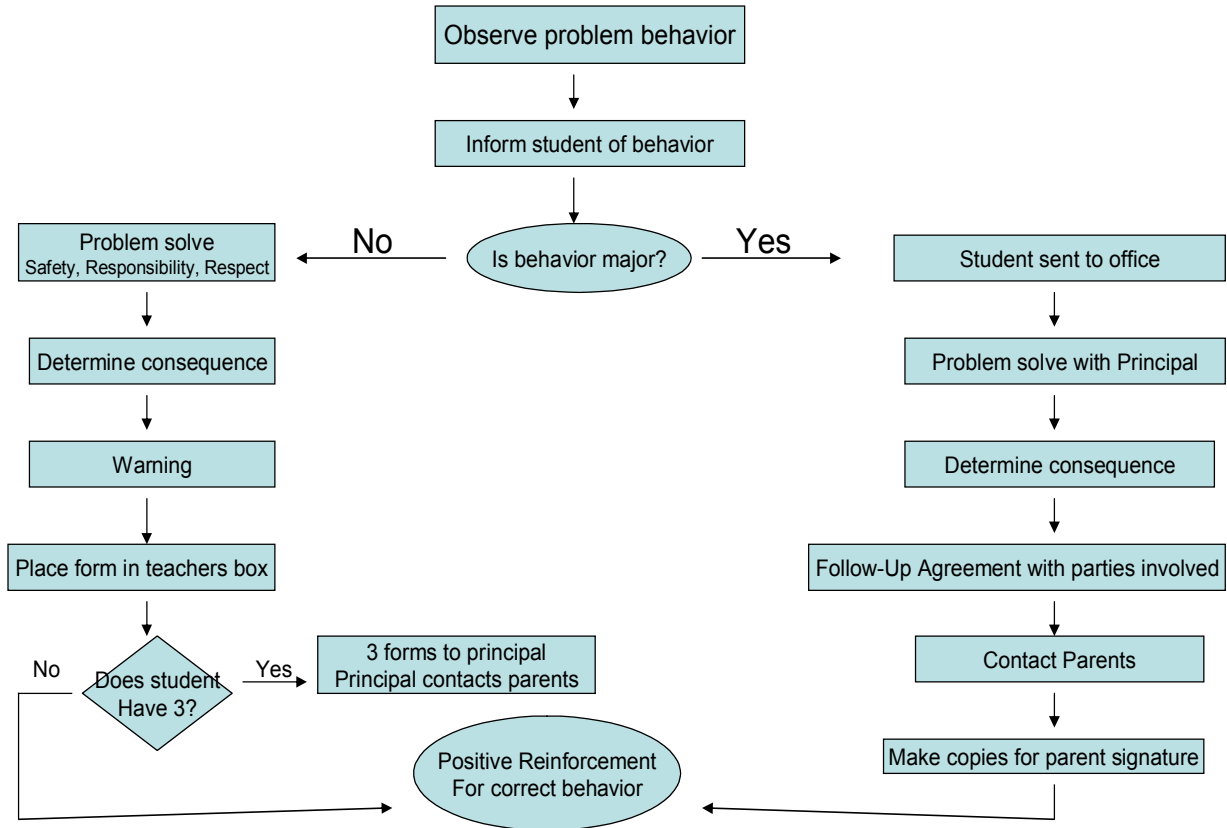 Observe problem behavior
Inform student of behavior
Is behavior major?
No
Yes
Problem solve
Safety, Responsibility, Respect
Determine consequence
Warning
Place form in teachers box
Does student
Have 3?
No
Yes
3 forms to principal
Principal contacts parents
Student sent to office
Problem solve with Principal
Determine consequence
Follow-Up Agreement with parties involved
Contact Parents
Make copies for parent signature
Positive Reinforcement
For correct behavior